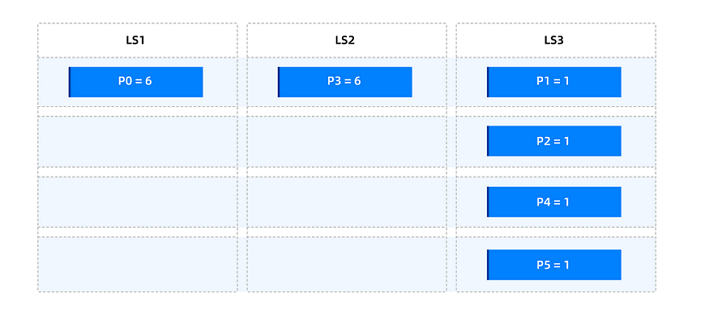 LS1 LS2 LS3
P0 = 6 P3 = 6 P1 = 1
P2 = 1
P4 = 1
P5 = 1